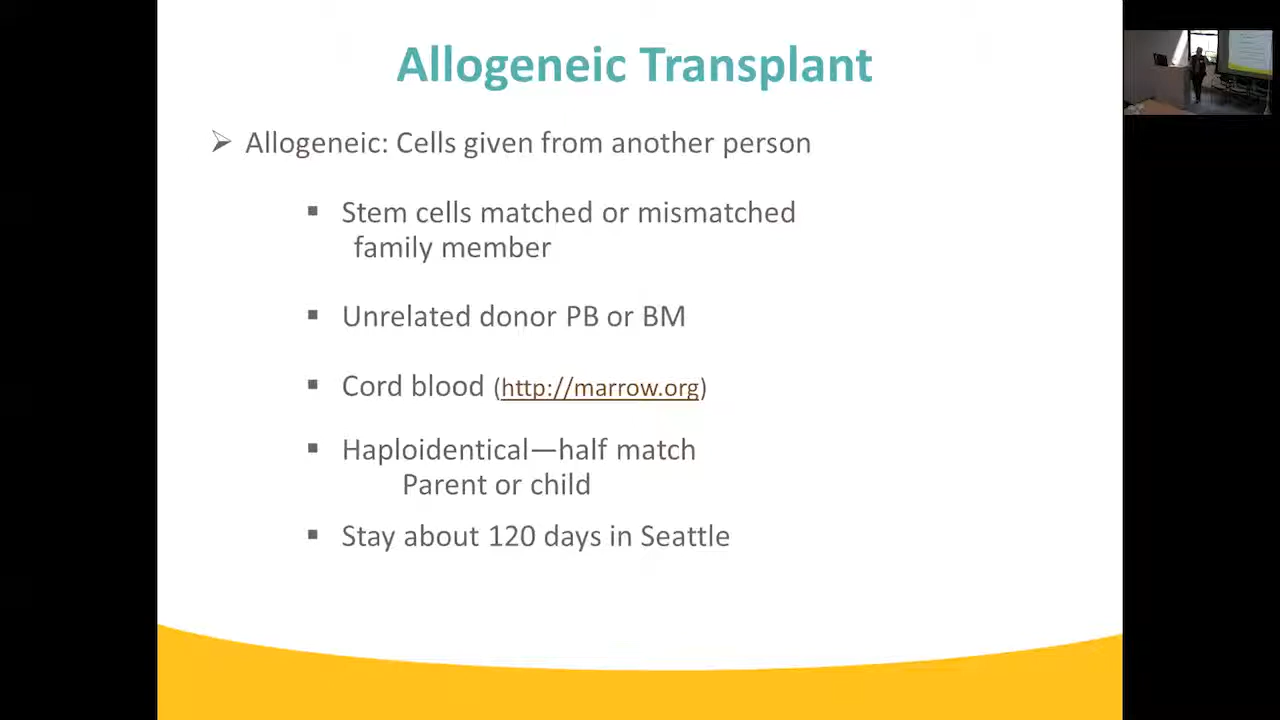 Allogeneic Transplant
Allogeneic: Cells given from another person
Stem cells matched or mismatched
family member
Unrelated donor PB or BM
Cord blood (http://marrow.org)
Haploidentical—half match
Parent or child
Stay about 120 days in Seattle